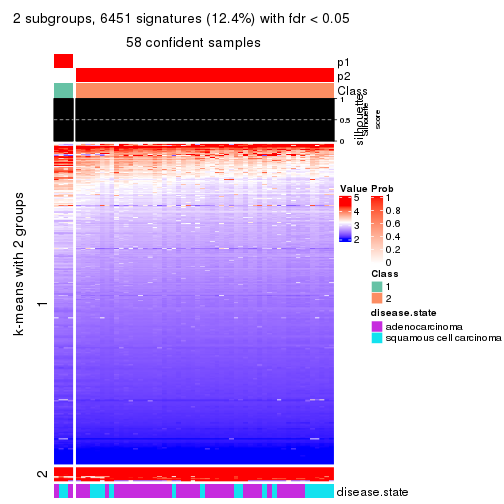 2 subgroups, 6451 signatures (12.4%) with fdr < 0.05
58 confident samples
p1
p2
Class
1
0.5
0
silhouette
Silhouette
score
k-means with 2 groups
1
2
disease.state
Value
5
4
3
2
Prob
1
0.8
0.6
0.4
0.2
0
Class
1
2
disease.state
adenocarcinoma
squamous cell carcinoma